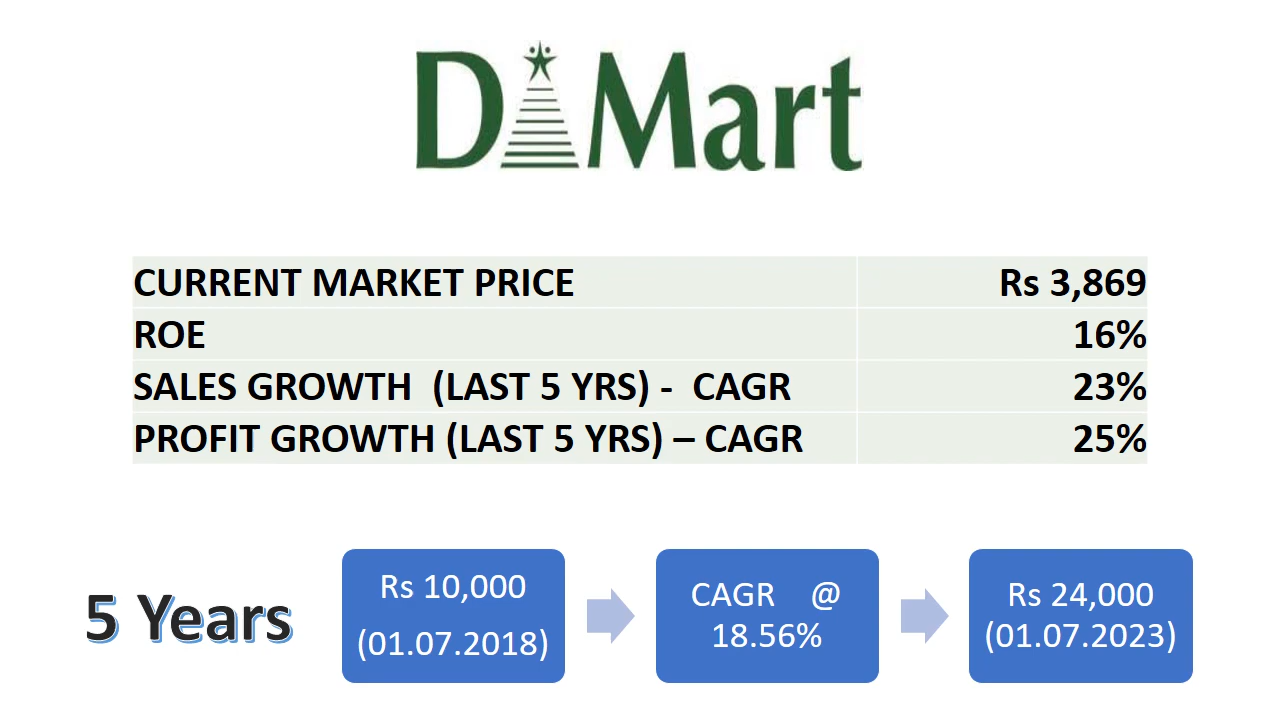 D Mart
CURRENT MARKET PRICE Rs 3,869
ROE 16%
SALES GROWTH (LAST 5 YRS) - CAGR 23%
PROFIT GROWTH (LAST 5 YRS) – CAGR 25%
5 Years
Rs 10,000
(01.07.2018)
CAGR @
18.56%
Rs 24,000
(01.07.2023)